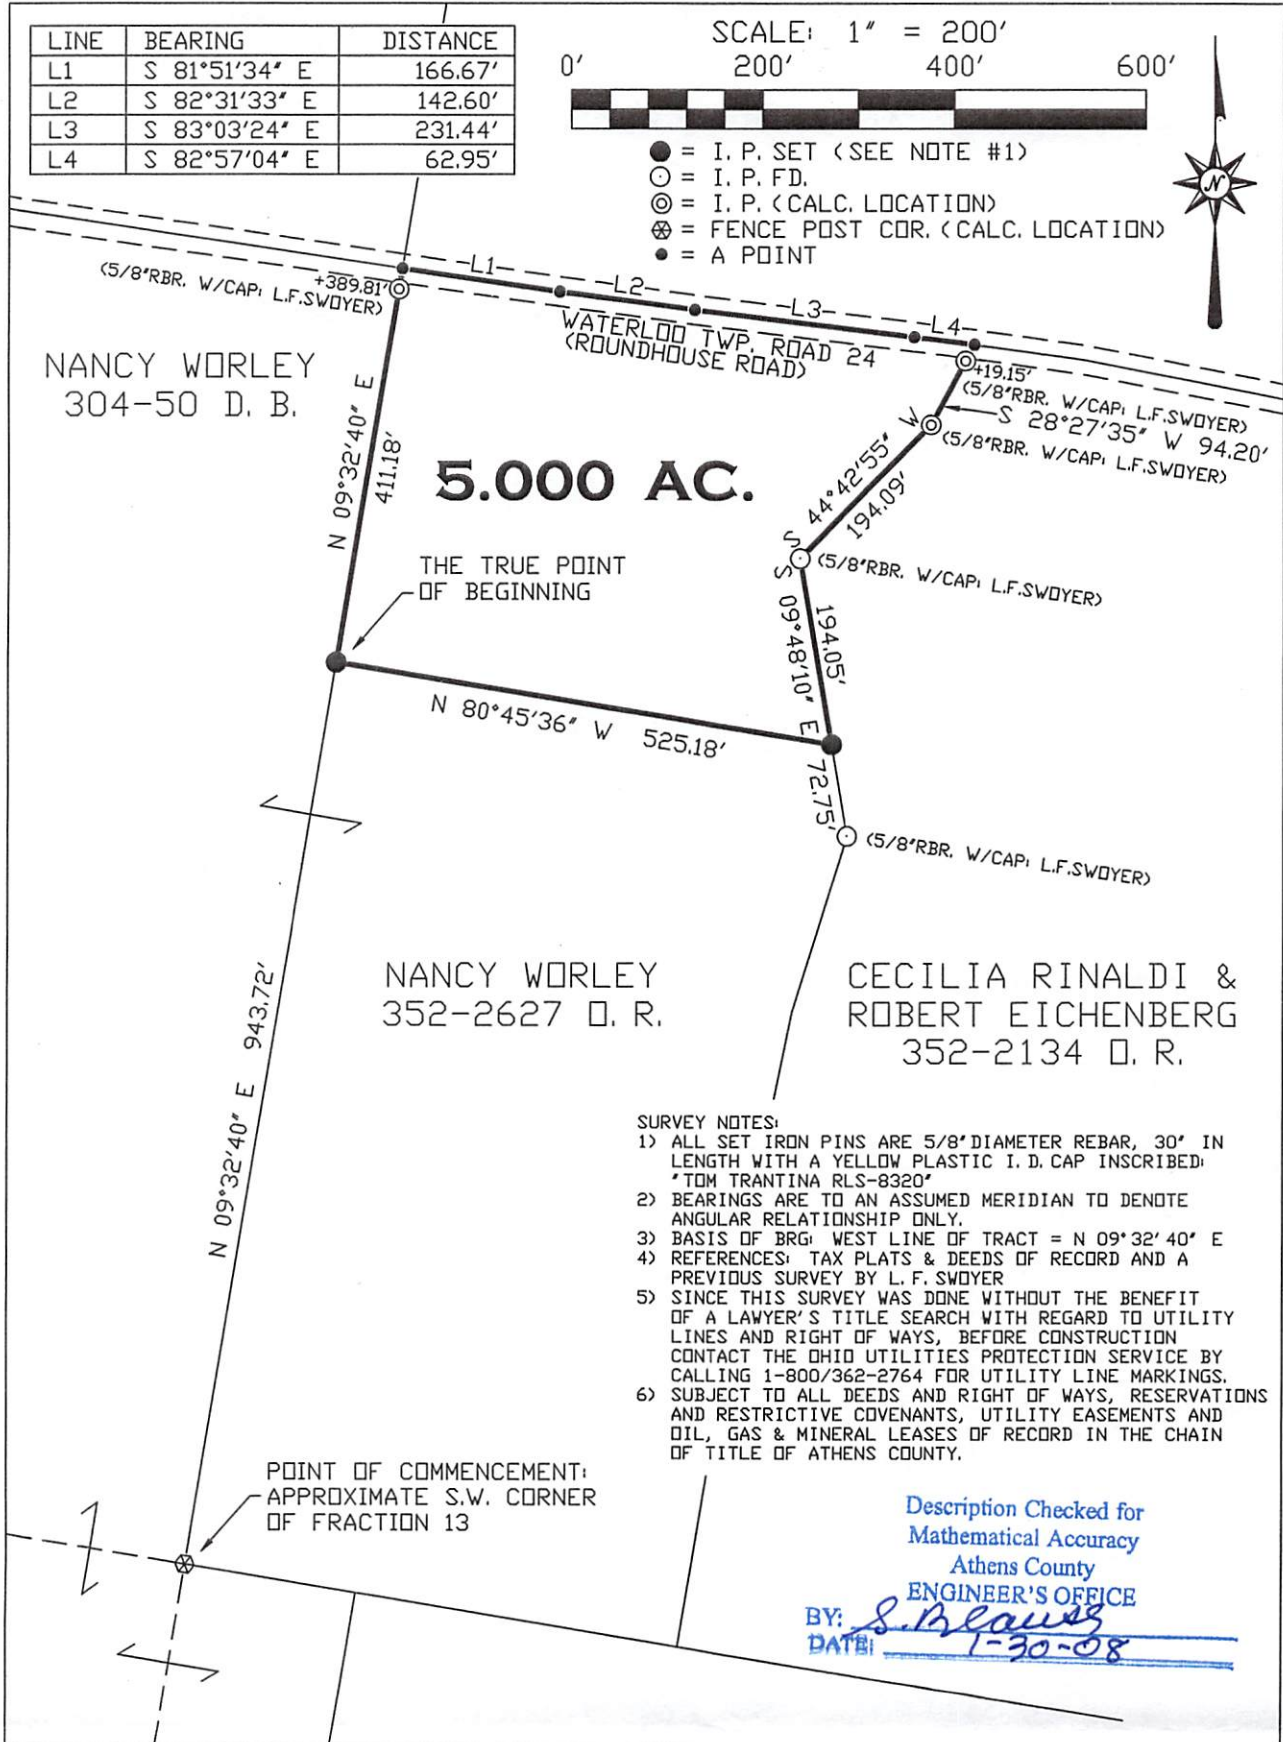 LINE BEARING DISTANCE
L1 S 81°51'34" E 166.67'
L2 S 82°31'33" E 142.60'
L3 S 83°03'24" E 231.44'
L4 S 82°57'04" E 62.95'
SCALE: 1" = 200'
0' 200' 400' 600'
= I. P. SET (SEE NOTE #1)
= I. P. FD.
= I. P. (CALC. LOCATION)
= FENCE POST COR. (CALC. LOCATION)
= A POINT
N
L1
L2
L3
L4
(5/8"RBR. W/CAP: L.F.SWOYER)
+389.81'
WATERLOO TWP. ROAD 24
(ROUNDHOUSE ROAD)
+19.15'
(5/8"RBR. W/CAP: L.F.SWOYER)
S 28°27'35" W 94.20'
(5/8"RBR. W/CAP: L.F.SWOYER)
NANCY WORLEY
304-50 D. B.
N 09°32'40" E
411.18'
5.000 AC.
S 44°42'55" W
194.09'
(5/8"RBR. W/CAP: L.F.SWOYER)
THE TRUE POINT
OF BEGINNING
S 09°48'10" E
194.05'
N 80°45'36" W 525.18'
72.75'
(5/8"RBR. W/CAP: L.F.SWOYER)
N 09°32'40" E 943.72'
NANCY WORLEY
352-2627 O. R.
CECILIA RINALDI &
ROBERT EICHENBERG
352-2134 O. R.
SURVEY NOTES:
1) ALL SET IRON PINS ARE 5/8" DIAMETER REBAR, 30" IN
LENGTH WITH A YELLOW PLASTIC I. D. CAP INSCRIBED:
"TOM TRANTINA RLS-8320"
2) BEARINGS ARE TO AN ASSUMED MERIDIAN TO DENOTE
ANGULAR RELATIONSHIP ONLY.
3) BASIS OF BRG: WEST LINE OF TRACT = N 09°32'40" E
4) REFERENCES: TAX PLATS & DEEDS OF RECORD AND A
PREVIOUS SURVEY BY L. F. SWOYER
5) SINCE THIS SURVEY WAS DONE WITHOUT THE BENEFIT
OF A LAWYER'S TITLE SEARCH WITH REGARD TO UTILITY
LINES AND RIGHT OF WAYS, BEFORE CONSTRUCTION
CONTACT THE OHIO UTILITIES PROTECTION SERVICE BY
CALLING 1-800/362-2764 FOR UTILITY LINE MARKINGS.
6) SUBJECT TO ALL DEEDS AND RIGHT OF WAYS, RESERVATIONS
AND RESTRICTIVE COVENANTS, UTILITY EASEMENTS AND
OIL, GAS & MINERAL LEASES OF RECORD IN THE CHAIN
OF TITLE OF ATHENS COUNTY.
POINT OF COMMENCEMENT:
APPROXIMATE S.W. CORNER
OF FRACTION 13
Description Checked for
Mathematical Accuracy
Athens County
ENGINEER'S OFFICE
BY: S.
DATE: 1-30-08